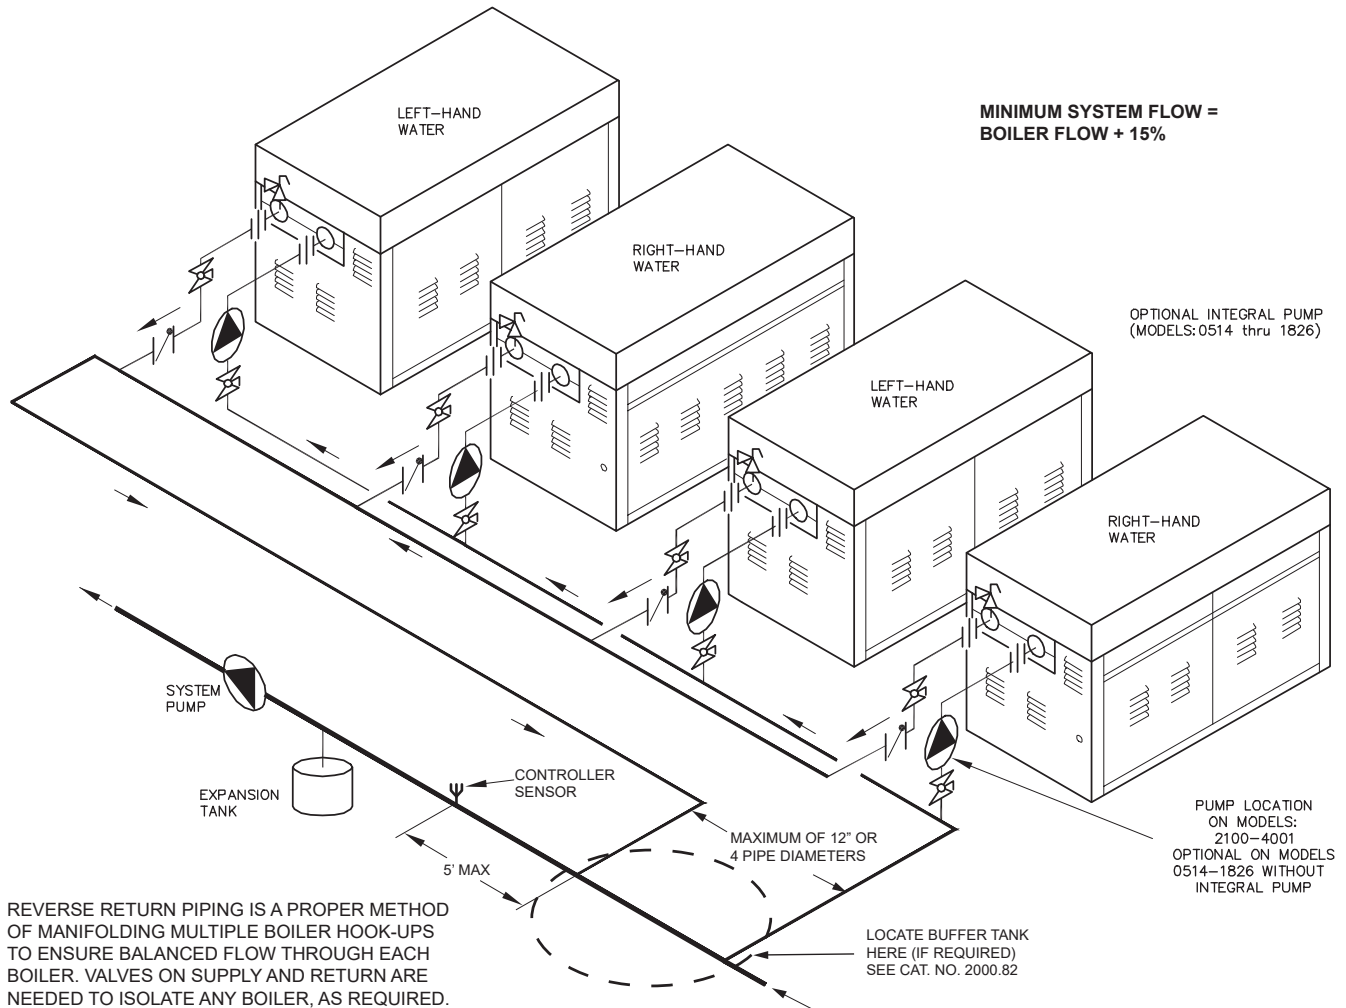 LEFT-HAND
WATER
MINIMUM SYSTEM FLOW =
BOILER FLOW + 15%
RIGHT-HAND
WATER
OPTIONAL INTEGRAL PUMP
(MODELS:0514 thru 1826)
LEFT-HAND
WATER
RIGHT-HAND
WATER
SYSTEM
PUMP
CONTROLLER
SENSOR
EXPANSION
TANK
MAXIMUM OF 12" OR
4 PIPE DIAMETERS
PUMP LOCATION
ON MODELS:
2100-4001
OPTIONAL ON MODELS
0514-1826 WITHOUT
INTEGRAL PUMP
5' MAX
REVERSE RETURN PIPING IS A PROPER METHOD
OF MANIFOLDING MULTIPLE BOILER HOOK-UPS
TO ENSURE BALANCED FLOW THROUGH EACH
BOILER. VALVES ON SUPPLY AND RETURN ARE
NEEDED TO ISOLATE ANY BOILER, AS REQUIRED.
LOCATE BUFFER TANK
HERE (IF REQUIRED)
SEE CAT. NO. 2000.82